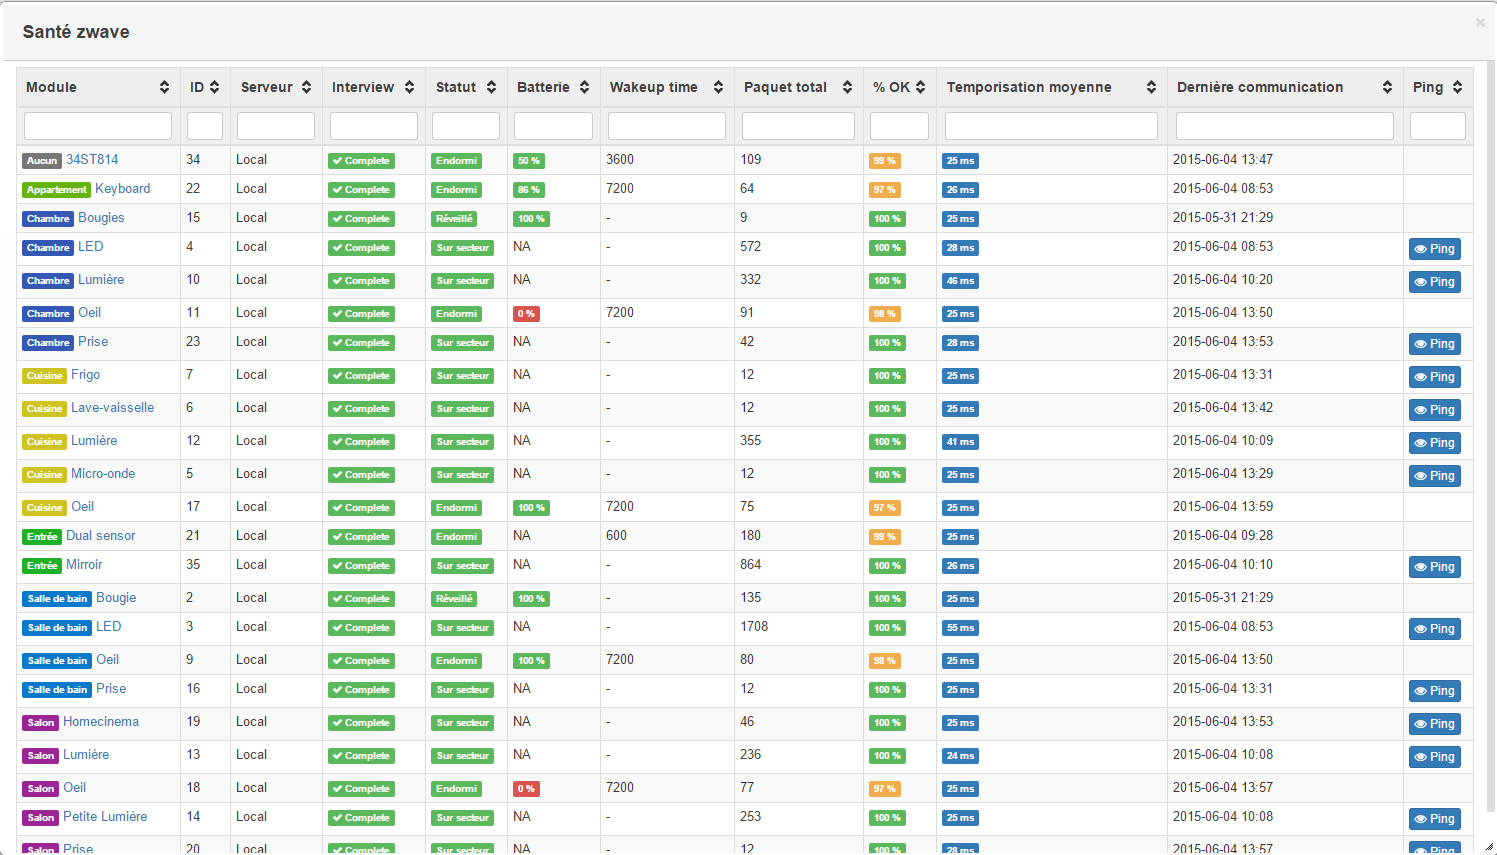 Santé zwave ×
Module ID Serveur Interview Statut Batterie Wakeup time Paquet total % OK Temporisation moyenne Dernière communication Ping
Aucun 34ST814 34 Local Complete Endormi 50 % 3600 109 99 % 25 ms 2015-06-04 13:47
Appartement Keyboard 22 Local Complete Endormi 86 % 7200 64 97 % 26 ms 2015-06-04 08:53
Chambre Bougies 15 Local Complete Réveillé 100 % - 9 100 % 25 ms 2015-05-31 21:29
Chambre LED 4 Local Complete Sur secteur NA - 572 100 % 28 ms 2015-06-04 08:53 Ping
Chambre Lumière 10 Local Complete Sur secteur NA - 332 100 % 46 ms 2015-06-04 10:20 Ping
Chambre Oeil 11 Local Complete Endormi 0 % 7200 91 98 % 25 ms 2015-06-04 13:50
Chambre Prise 23 Local Complete Sur secteur NA - 42 100 % 28 ms 2015-06-04 13:53 Ping
Cuisine Frigo 7 Local Complete Sur secteur NA - 12 100 % 25 ms 2015-06-04 13:31 Ping
Cuisine Lave-vaisselle 6 Local Complete Sur secteur NA - 12 100 % 25 ms 2015-06-04 13:42 Ping
Cuisine Lumière 12 Local Complete Sur secteur NA - 355 100 % 41 ms 2015-06-04 10:09 Ping
Cuisine Micro-onde 5 Local Complete Sur secteur NA - 12 100 % 25 ms 2015-06-04 13:29 Ping
Cuisine Oeil 17 Local Complete Endormi 100 % 7200 75 97 % 25 ms 2015-06-04 13:59
Entrée Dual sensor 21 Local Complete Endormi NA 600 180 99 % 25 ms 2015-06-04 09:28
Entrée Mirroir 35 Local Complete Sur secteur NA - 864 100 % 26 ms 2015-06-04 10:10 Ping
Salle de bain Bougie 2 Local Complete Réveillé 100 % - 135 100 % 25 ms 2015-05-31 21:29
Salle de bain LED 3 Local Complete Sur secteur NA - 1708 100 % 55 ms 2015-06-04 08:53 Ping
Salle de bain Oeil 9 Local Complete Endormi 100 % 7200 80 98 % 25 ms 2015-06-04 13:50
Salle de bain Prise 16 Local Complete Sur secteur NA - 12 100 % 25 ms 2015-06-04 13:31 Ping
Salon Homecinema 19 Local Complete Sur secteur NA - 46 100 % 25 ms 2015-06-04 13:53 Ping
Salon Lumière 13 Local Complete Sur secteur NA - 236 100 % 24 ms 2015-06-04 10:08 Ping
Salon Oeil 18 Local Complete Endormi 0 % 7200 77 97 % 25 ms 2015-06-04 13:57
Salon Petite Lumière 14 Local Complete Sur secteur NA - 253 100 % 25 ms 2015-06-04 10:08 Ping
Salon Prise 20 Local Complete Sur secteur NA - 12 100 % 28 ms 2015-06-04 13:57 Ping